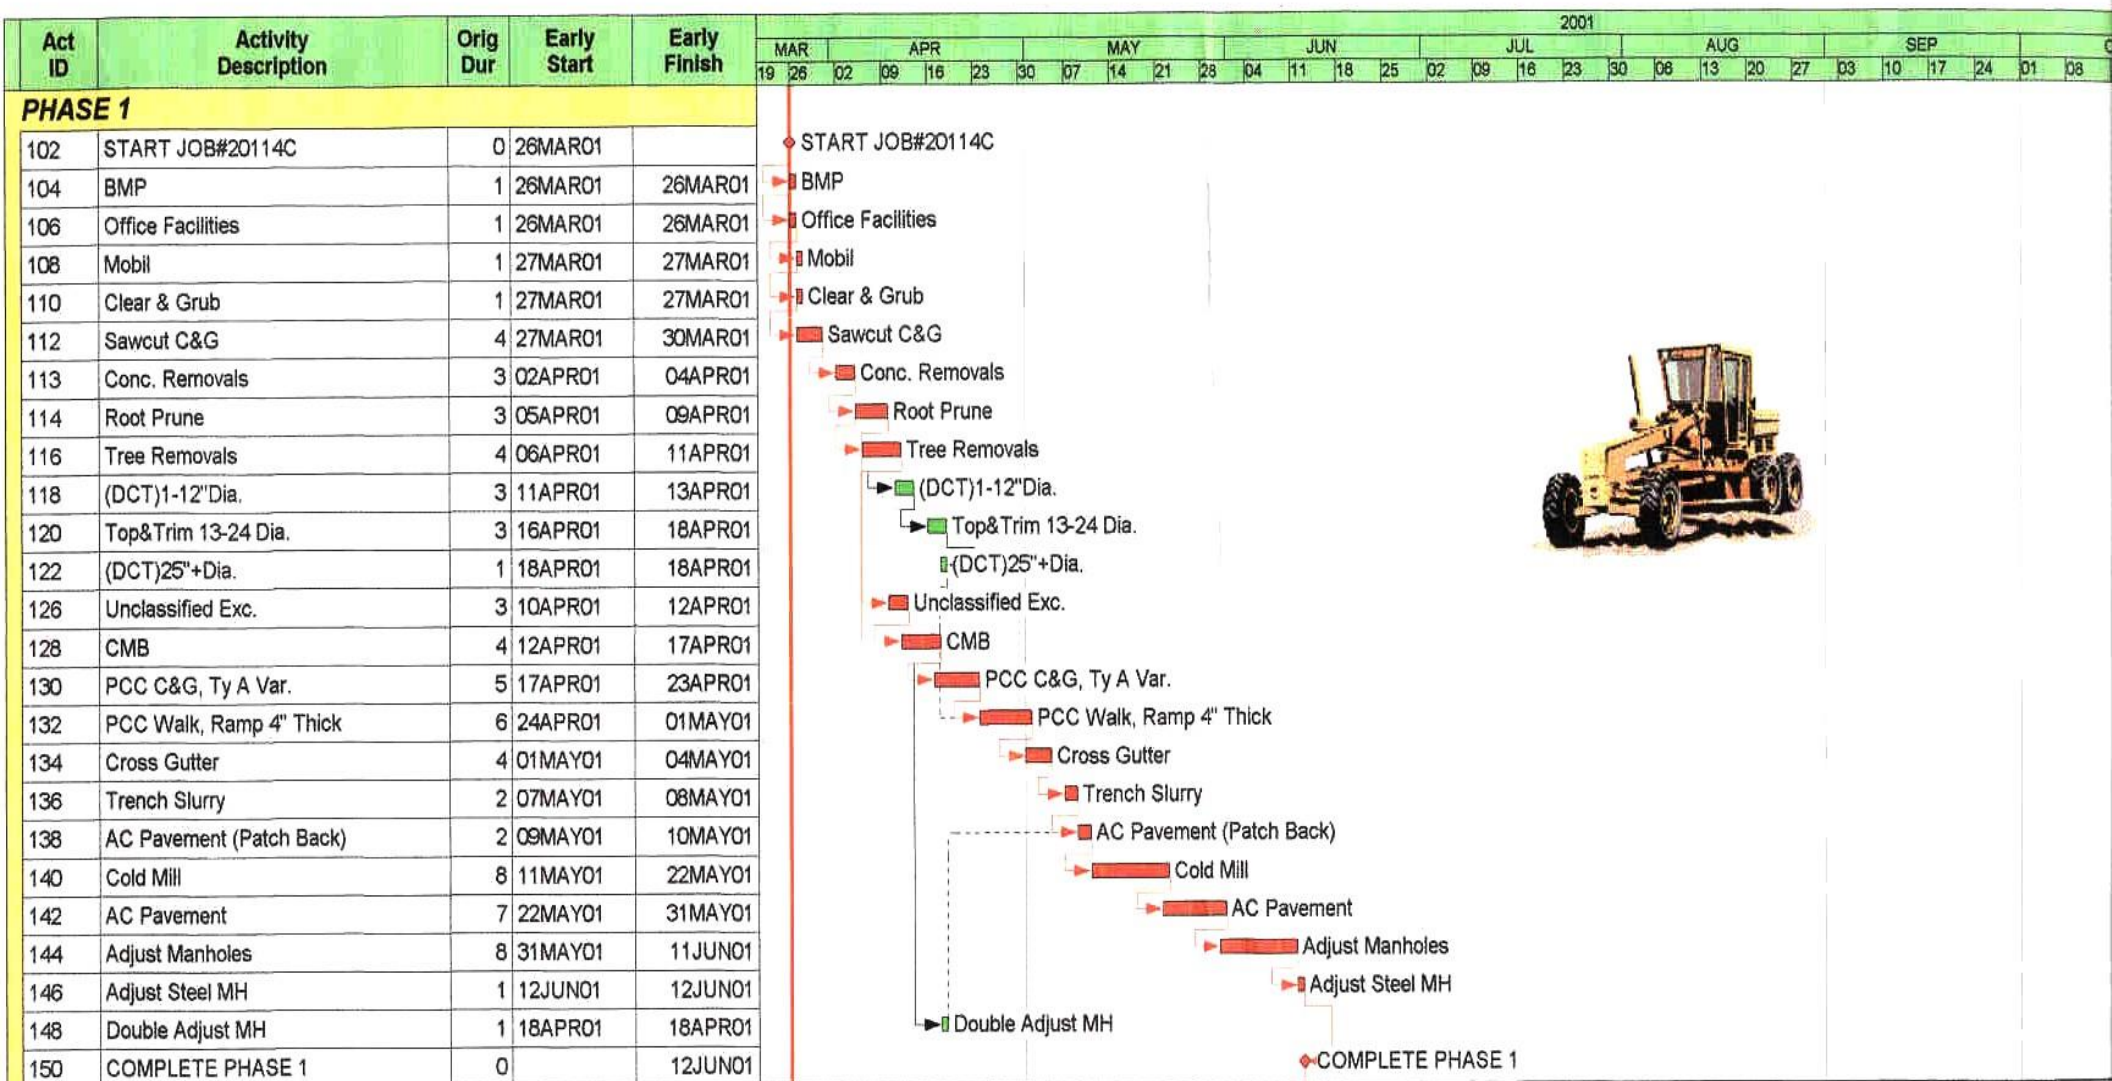 2001
Act ID Activity Description Orig Dur Early Start Early Finish
MAR APR MAY JUN JUL AUG SEP
19 26 02 09 16 23 30 07 14 21 28 04 11 18 25 02 09 16 23 30 06 13 20 27 03 10 17 24 01 08
PHASE 1
102 START JOB#20114C 0 26MAR01 START JOB#20114C
104 BMP 1 26MAR01 26MAR01 BMP
106 Office Facilities 1 26MAR01 26MAR01 Office Facilities
108 Mobil 1 27MAR01 27MAR01 Mobil
110 Clear & Grub 1 27MAR01 27MAR01 Clear & Grub
112 Sawcut C&G 4 27MAR01 30MAR01 Sawcut C&G
113 Conc. Removals 3 02APR01 04APR01 Conc. Removals
114 Root Prune 3 05APR01 09APR01 Root Prune
116 Tree Removals 4 06APR01 11APR01 Tree Removals
118 (DCT)1-12"Dia. 3 11APR01 13APR01 (DCT)1-12"Dia.
120 Top&Trim 13-24 Dia. 3 16APR01 18APR01 Top&Trim 13-24 Dia.
122 (DCT)25"+Dia. 1 18APR01 18APR01 (DCT)25"+Dia.
126 Unclassified Exc. 3 10APR01 12APR01 Unclassified Exc.
128 CMB 4 12APR01 17APR01 CMB
130 PCC C&G, Ty A Var. 5 17APR01 23APR01 PCC C&G, Ty A Var.
132 PCC Walk, Ramp 4" Thick 6 24APR01 01MAY01 PCC Walk, Ramp 4" Thick
134 Cross Gutter 4 01MAY01 04MAY01 Cross Gutter
136 Trench Slurry 2 07MAY01 08MAY01 Trench Slurry
138 AC Pavement (Patch Back) 2 09MAY01 10MAY01 AC Pavement (Patch Back)
140 Cold Mill 8 11MAY01 22MAY01 Cold Mill
142 AC Pavement 7 22MAY01 31MAY01 AC Pavement
144 Adjust Manholes 8 31MAY01 11JUN01 Adjust Manholes
146 Adjust Steel MH 1 12JUN01 12JUN01 Adjust Steel MH
148 Double Adjust MH 1 18APR01 18APR01 Double Adjust MH
150 COMPLETE PHASE 1 0 12JUN01 COMPLETE PHASE 1